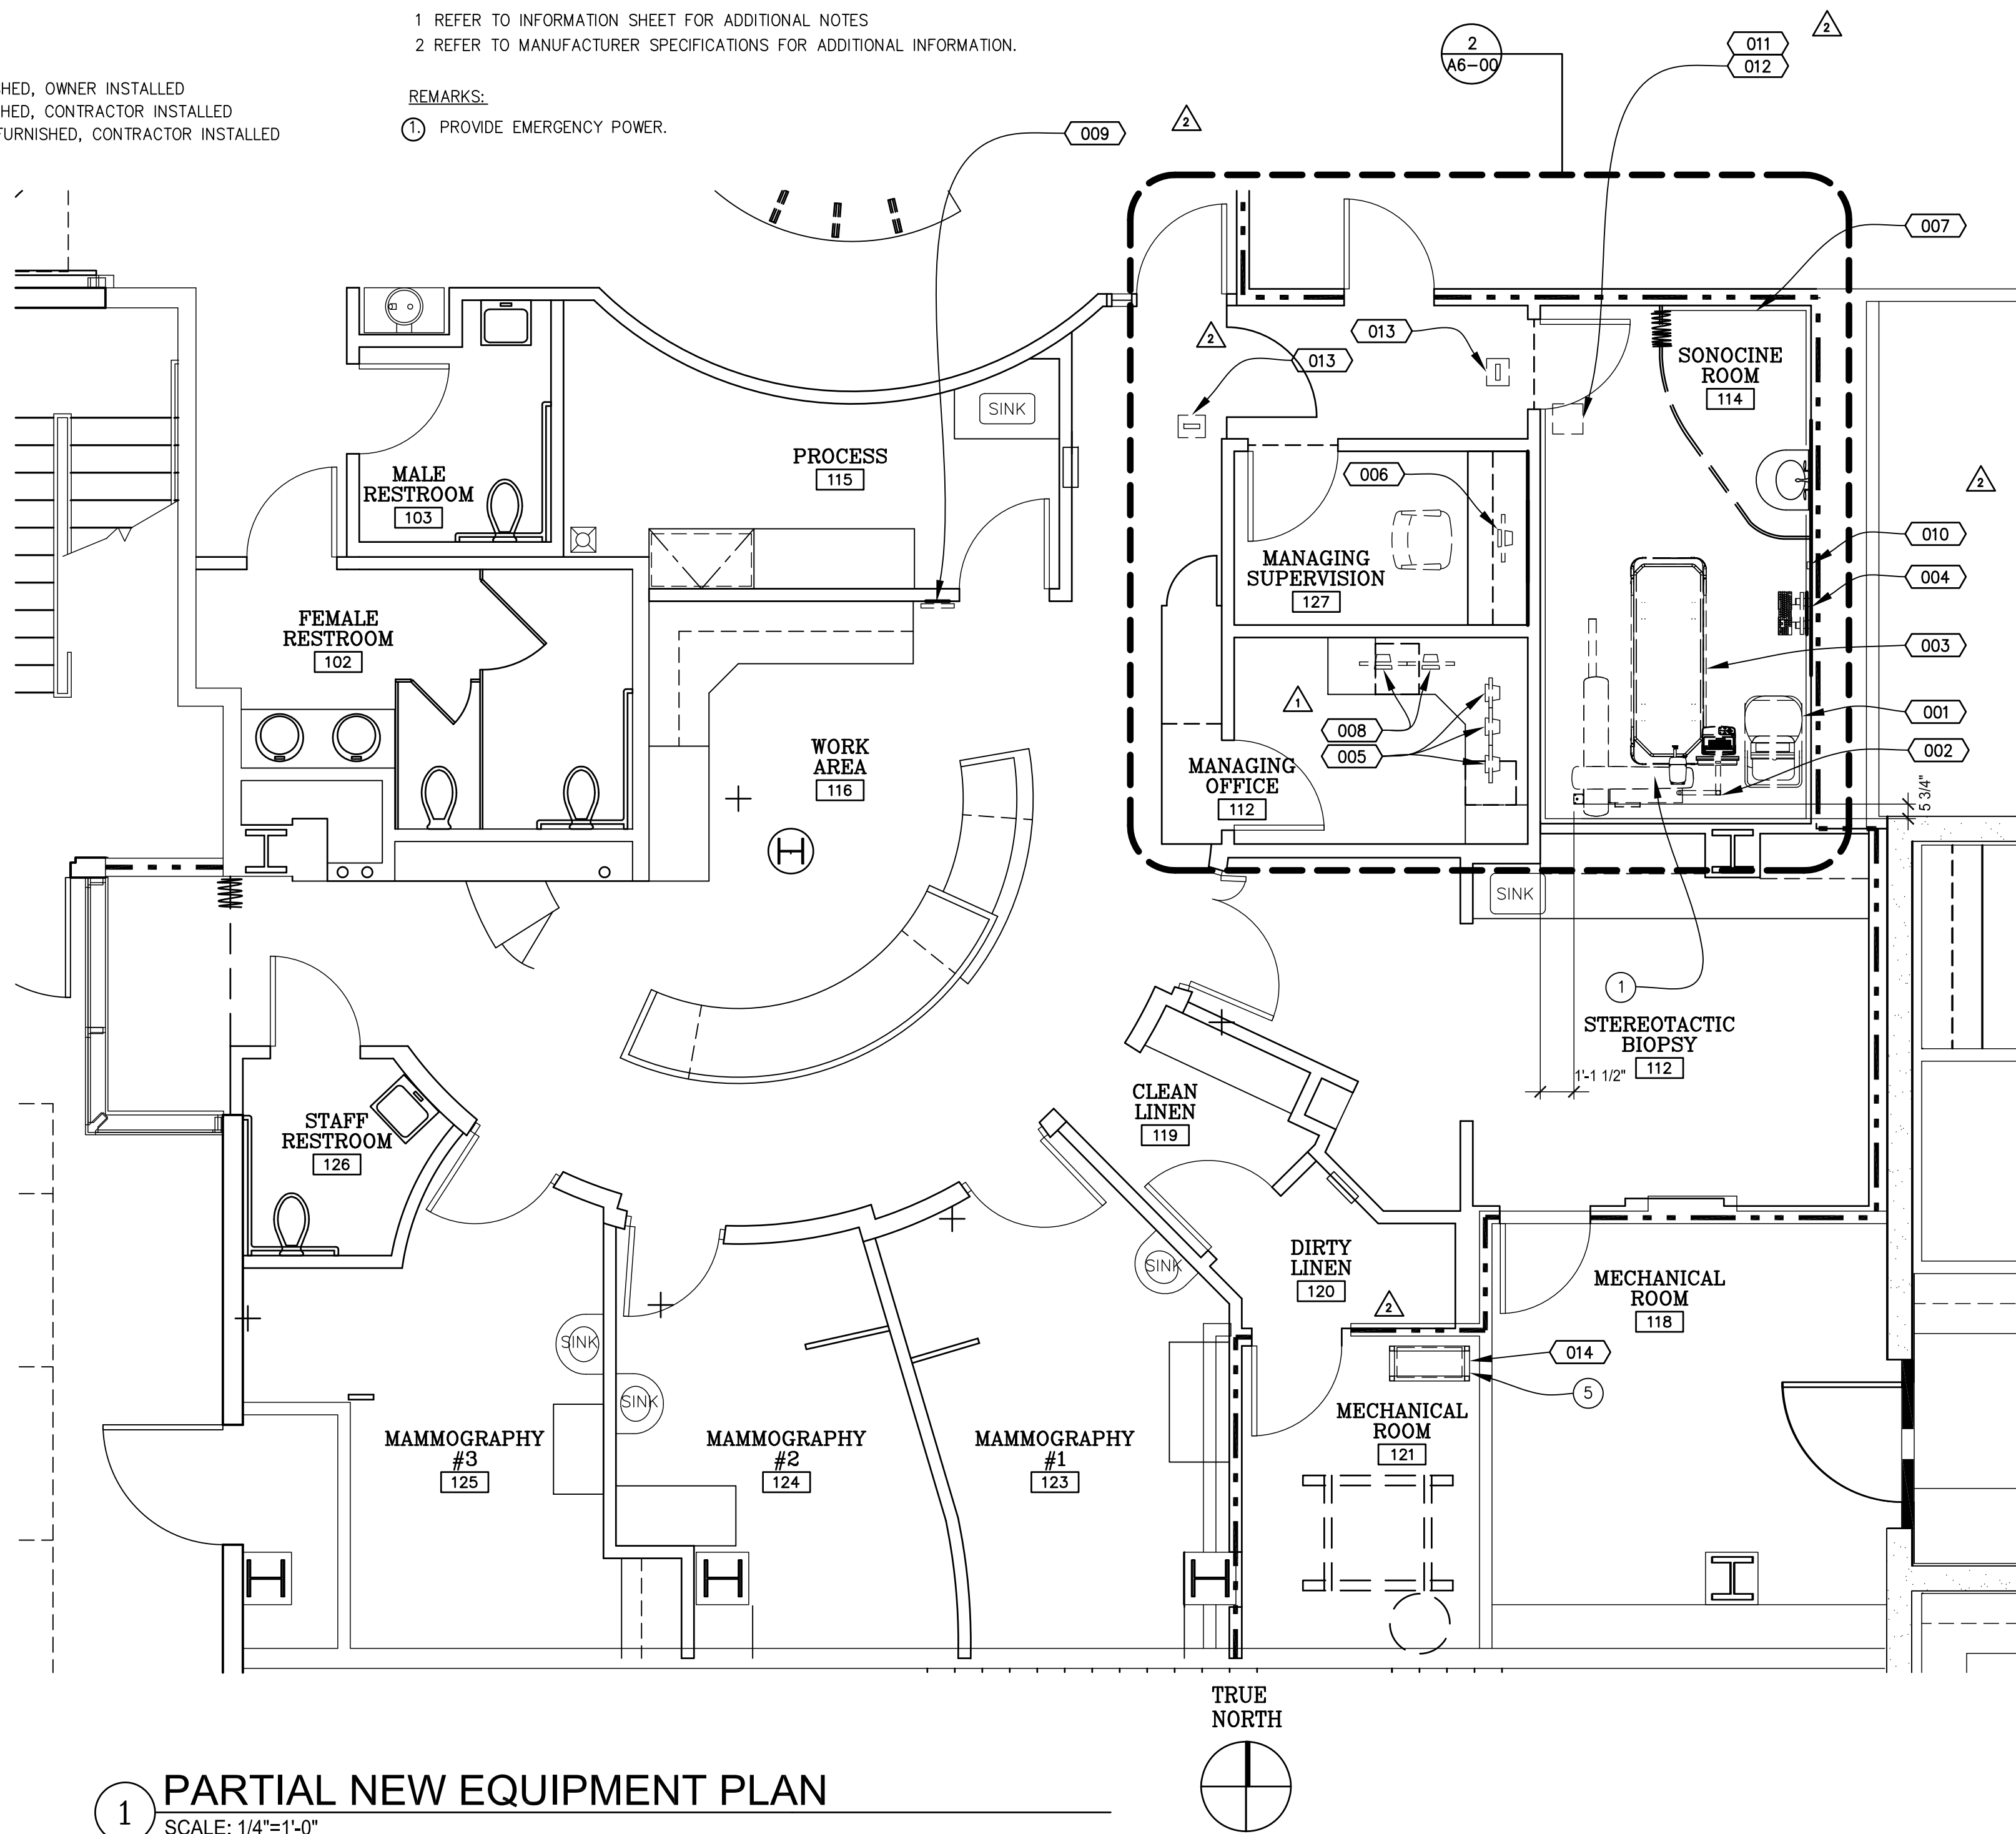 1 REFER TO INFORMATION SHEET FOR ADDITIONAL NOTES
2 REFER TO MANUFACTURER SPECIFICATIONS FOR ADDITIONAL INFORMATION.
OWNER INSTALLED
CONTRACTOR INSTALLED
FURNISHED, CONTRACTOR INSTALLED
REMARKS:
1. PROVIDE EMERGENCY POWER.
009
2
2
A6-00
011
012
2
007
013
013
2
SONOCINE
ROOM
114
SINK
PROCESS
115
MALE
RESTROOM
103
006
2
MANAGING
SUPERVISION
127
010
004
FEMALE
RESTROOM
102
003
1
008
005
001
002
WORK
AREA
116
MANAGING
OFFICE
112
5 3/4"
SINK
1
STEREOTACTIC
BIOPSY
112
1'-1 1/2"
CLEAN
LINEN
119
STAFF
RESTROOM
126
SINK
DIRTY
LINEN
120
2
MECHANICAL
ROOM
118
SINK
SINK
014
5
MECHANICAL
ROOM
121
MAMMOGRAPHY
#3
125
MAMMOGRAPHY
#2
124
MAMMOGRAPHY
#1
123
TRUE
NORTH
1
PARTIAL NEW EQUIPMENT PLAN
SCALE: 1/4"=1'-0"